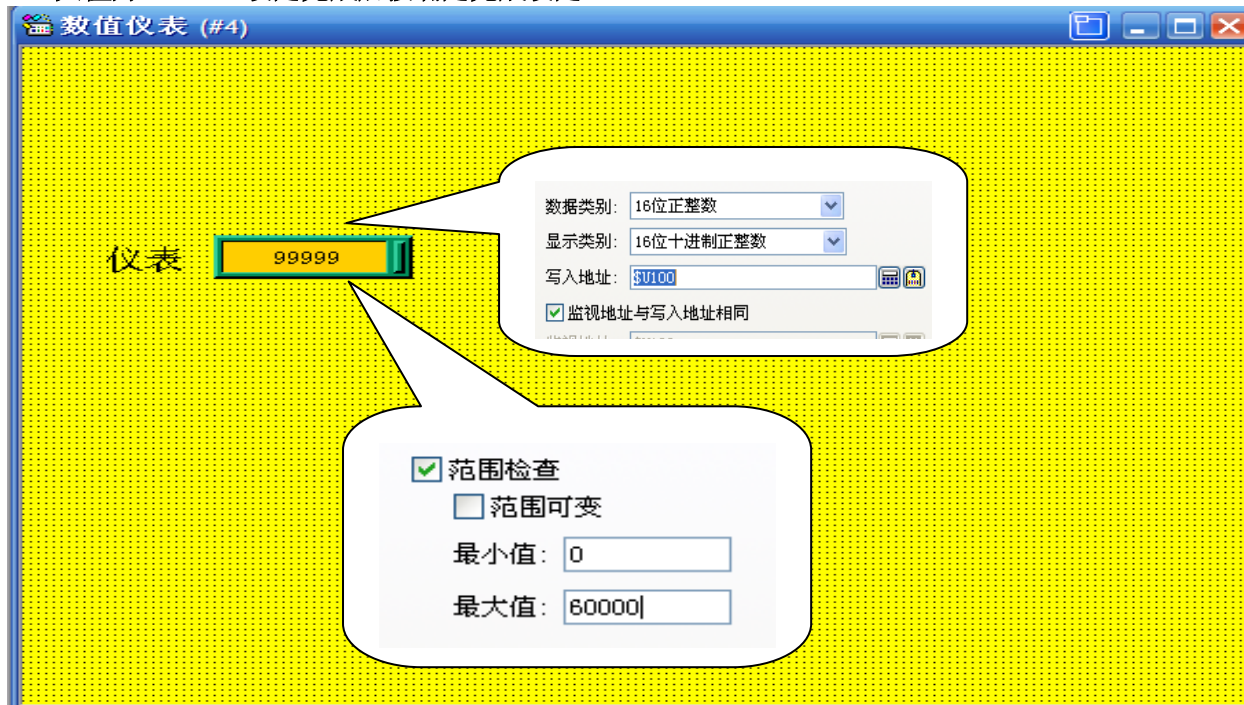 数值仪表 (#4)
仪表
99999
数据类别: 16位正整数
显示类别: 16位十进制正整数
写入地址: $U100
监视地址与写入地址相同
范围检查
范围可变
最小值: 0
最大值: 60000